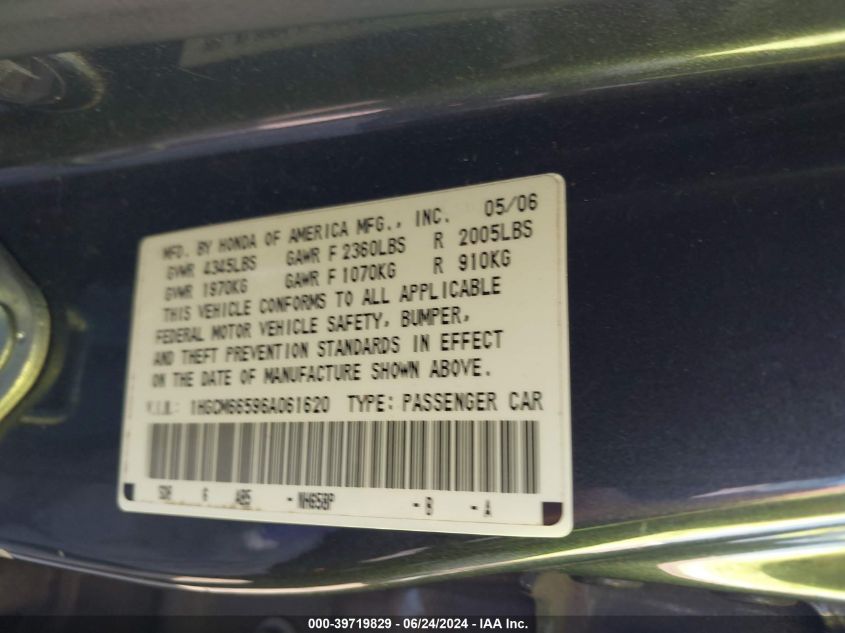 MFD. BY HONDA OF AMERICA MFG., INC. 05/06
GVWR 4345LBS GAWR F 2360LBS R 2005LBS
GVWR 1970KG GAWR F 1070KG R 910KG
THIS VEHICLE CONFORMS TO ALL APPLICABLE
FEDERAL MOTOR VEHICLE SAFETY, BUMPER,
AND THEFT PREVENTION STANDARDS IN EFFECT
ON THE DATE OF MANUFACTURE SHOWN ABOVE.
V.I.N.: 1HGCM66596A061620 TYPE: PASSENGER CAR
6 - NH658P - B - A
000-39719829 - 06/24/2024 - IAA Inc.